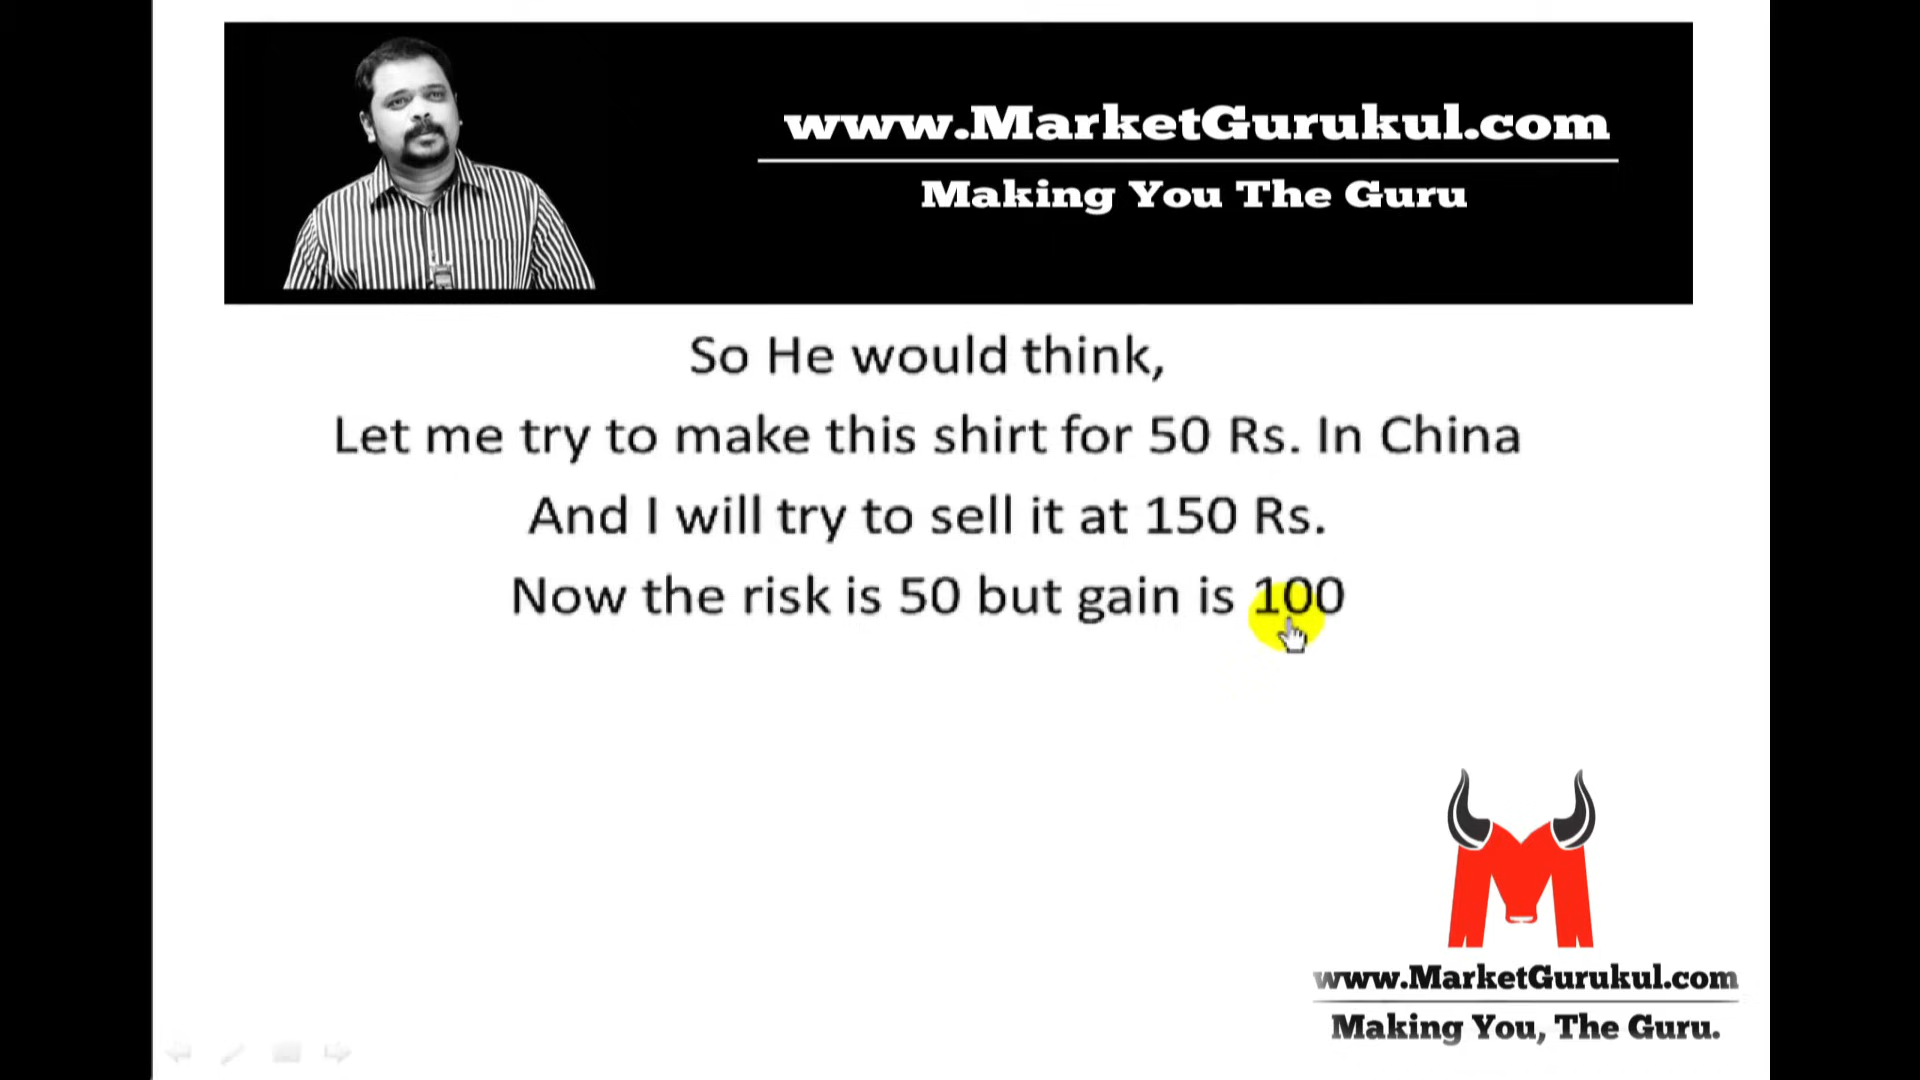 www.MarketGurukul.com
Making You The Guru
So He would think,
Let me try to make this shirt for 50 Rs. In China
And I will try to sell it at 150 Rs.
Now the risk is 50 but gain is 100
www.MarketGurukul.com
Making You, The Guru.